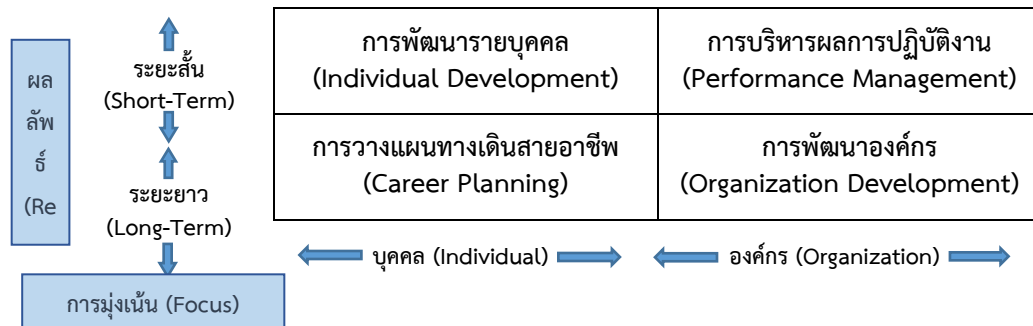 ผล
ลัพ
ธ์
(Re
ระยะสั้น
(Short-Term)
ระยะยาว
(Long-Term)
การพัฒนารายบุคคล
(Individual Development)
การบริหารผลการปฏิบัติงาน
(Performance Management)
การวางแผนทางเดินสายอาชีพ
(Career Planning)
การพัฒนาองค์กร
(Organization Development)
บุคคล (Individual)
องค์กร (Organization)
การมุ่งเน้น (Focus)